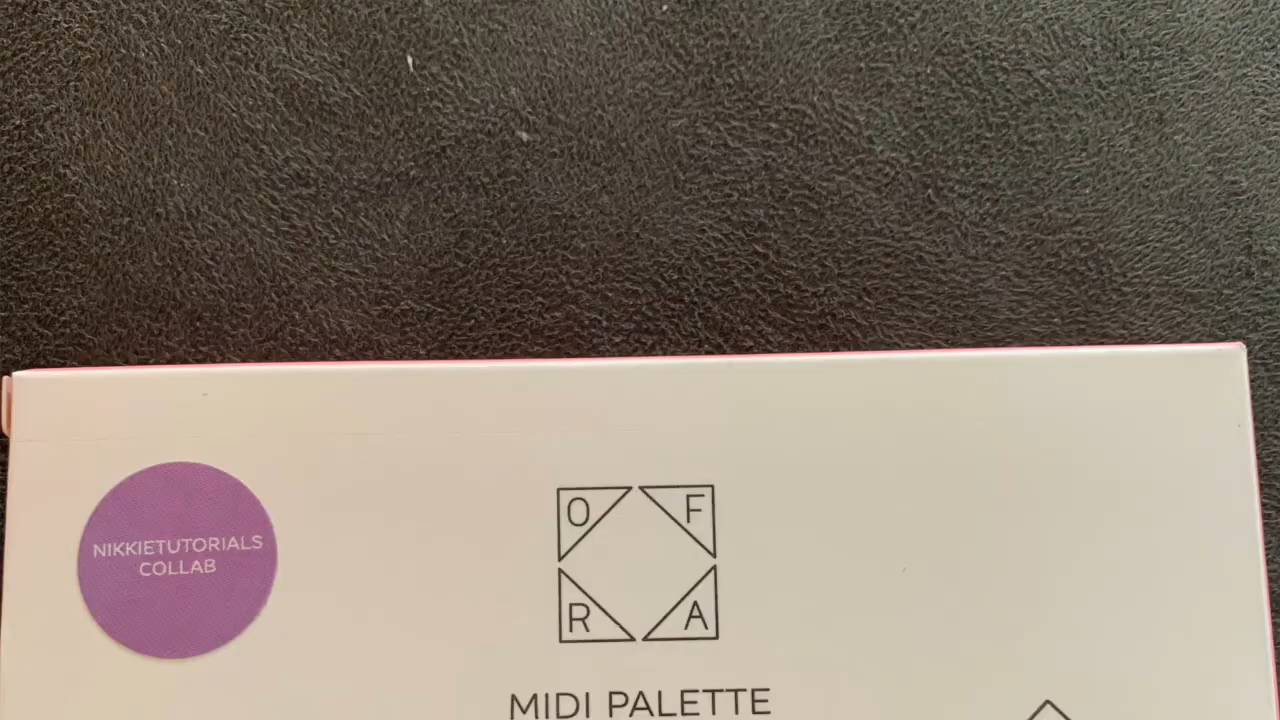 NIKKIETUTORIALS
COLLAB
O F
R A
MIDI PALETTE